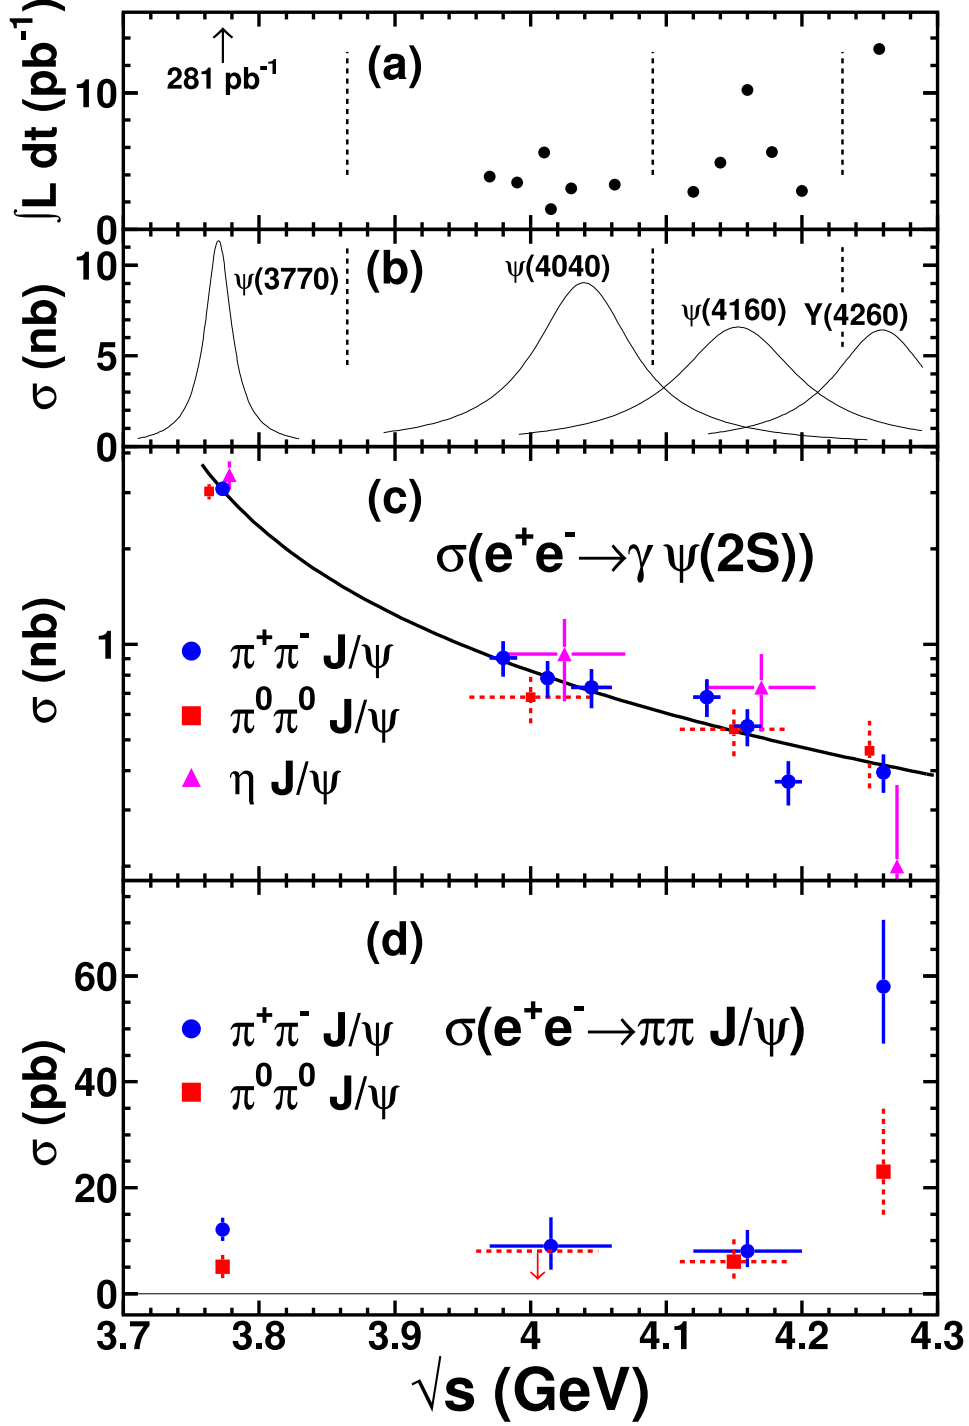 (a)
281 pb⁻¹
∫L dt (pb⁻¹)
10
0
(b)
ψ(3770)
ψ(4040)
ψ(4160)
Y(4260)
σ (nb)
10
5
0
(c)
σ(e⁺e⁻→γ ψ(2S))
σ (nb)
1
π⁺π⁻ J/ψ
π⁰π⁰ J/ψ
η J/ψ
(d)
σ(e⁺e⁻→ππ J/ψ)
σ (pb)
60
40
20
0
π⁺π⁻ J/ψ
π⁰π⁰ J/ψ
3.7 3.8 3.9 4 4.1 4.2 4.3
√s (GeV)